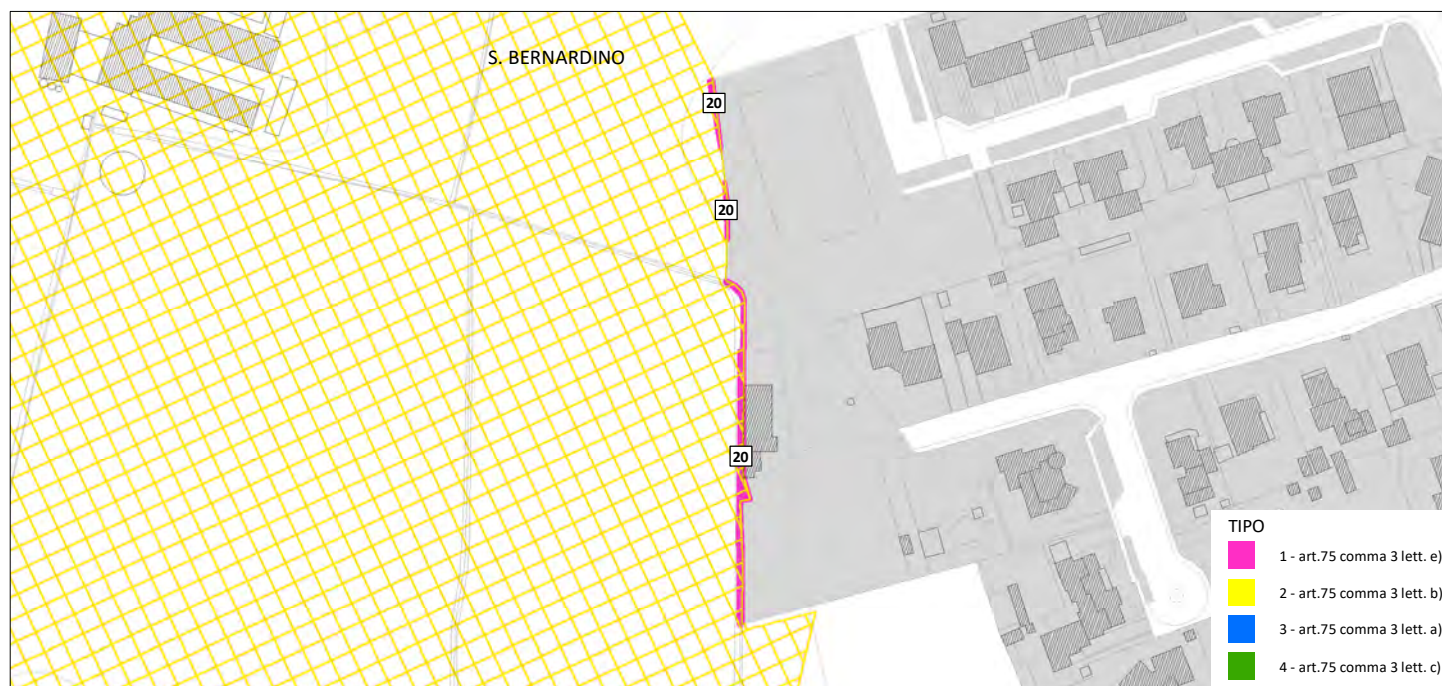 S. BERNARDINO
20
20
20
TIPO
1 - art.75 comma 3 lett. e)
2 - art.75 comma 3 lett. b)
3 - art.75 comma 3 lett. a)
4 - art.75 comma 3 lett. c)